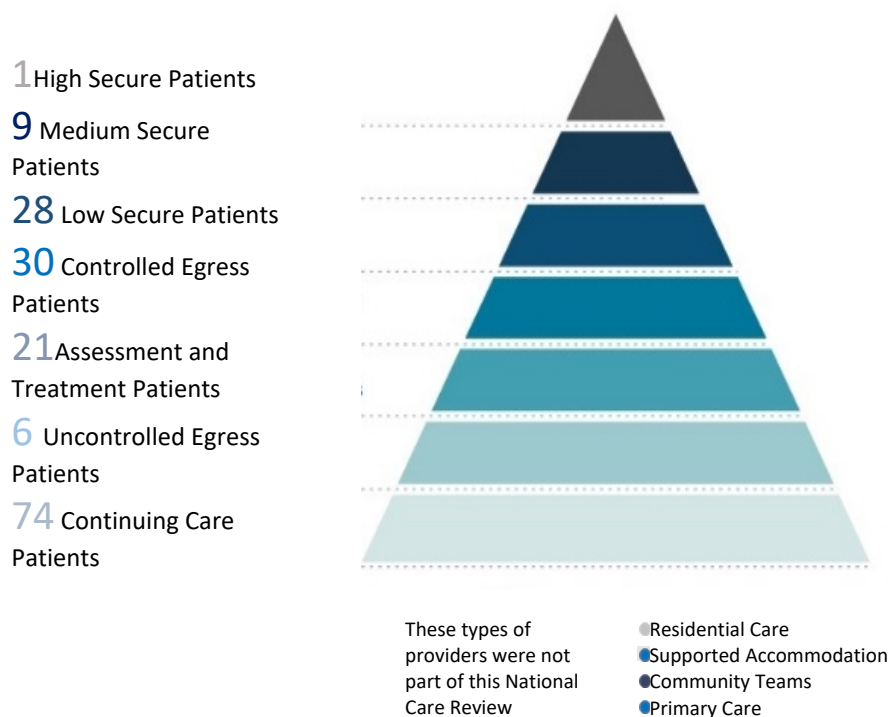 1High Secure Patients
9 Medium Secure
Patients
28 Low Secure Patients
30 Controlled Egress
Patients
21Assessment and
Treatment Patients
6 Uncontrolled Egress
Patients
74 Continuing Care
Patients
These types of
providers were not
part of this National
Care Review
Residential Care
Supported Accommodation
Community Teams
Primary Care